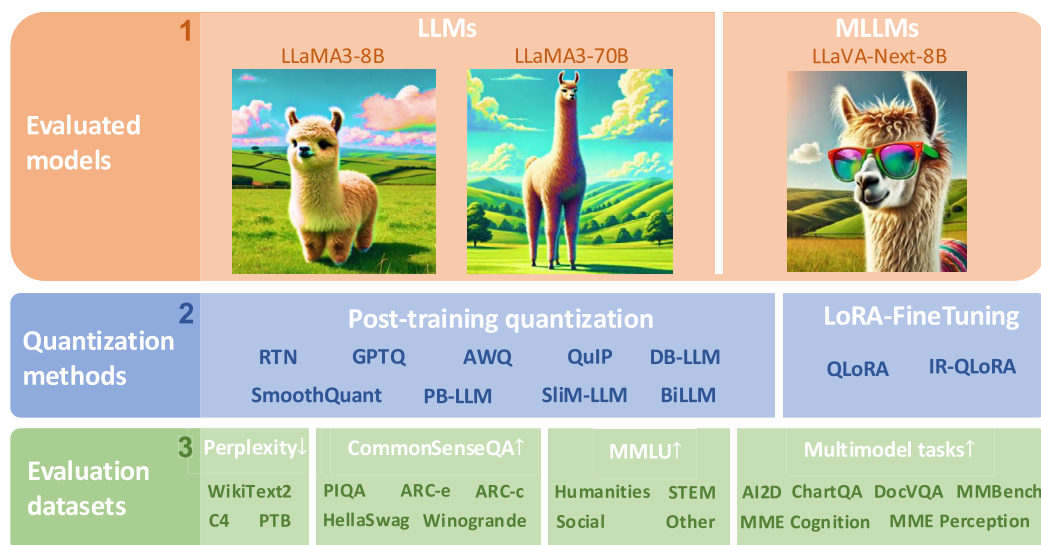 1
LLMs
MLLMs
LLaMA3-8B
LLaMA3-70B
LLaVA-Next-8B
Evaluated
models
2
Quantization
methods
Post-training quantization
RTN GPTQ AWQ QuIP DB-LLM
SmoothQuant PB-LLM SliM-LLM BiLLM
LoRA-FineTuning
QLoRA IR-QLoRA
3
Evaluation
datasets
Perplexity↓
WikiText2
C4 PTB
CommonSenseQA↑
PIQA ARC-e ARC-c
HellaSwag Winogrande
MMLU↑
Humanities STEM
Social Other
Multimodel tasks↑
AI2D ChartQA DocVQA MMBench
MME Cognition MME Perception